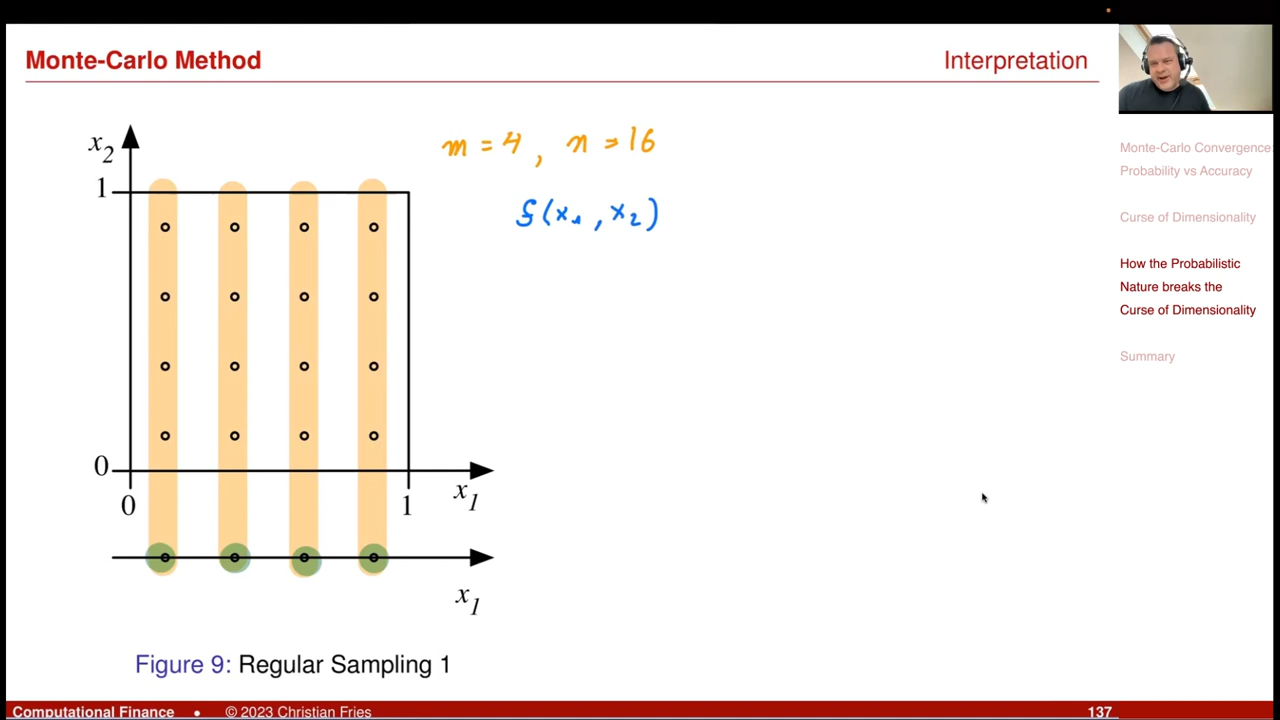 Monte-Carlo Method
Interpretation
Monte-Carlo Convergence:
Probability vs Accuracy
Curse of Dimensionality
How the Probabilistic
Nature breaks the
Curse of Dimensionality
Summary
m = 4 , n = 16
f(x₁, x₂)
x₂
1
0
0
1
x₁
x₁
Figure 9: Regular Sampling 1
Computational Finance • © 2023 Christian Fries
137